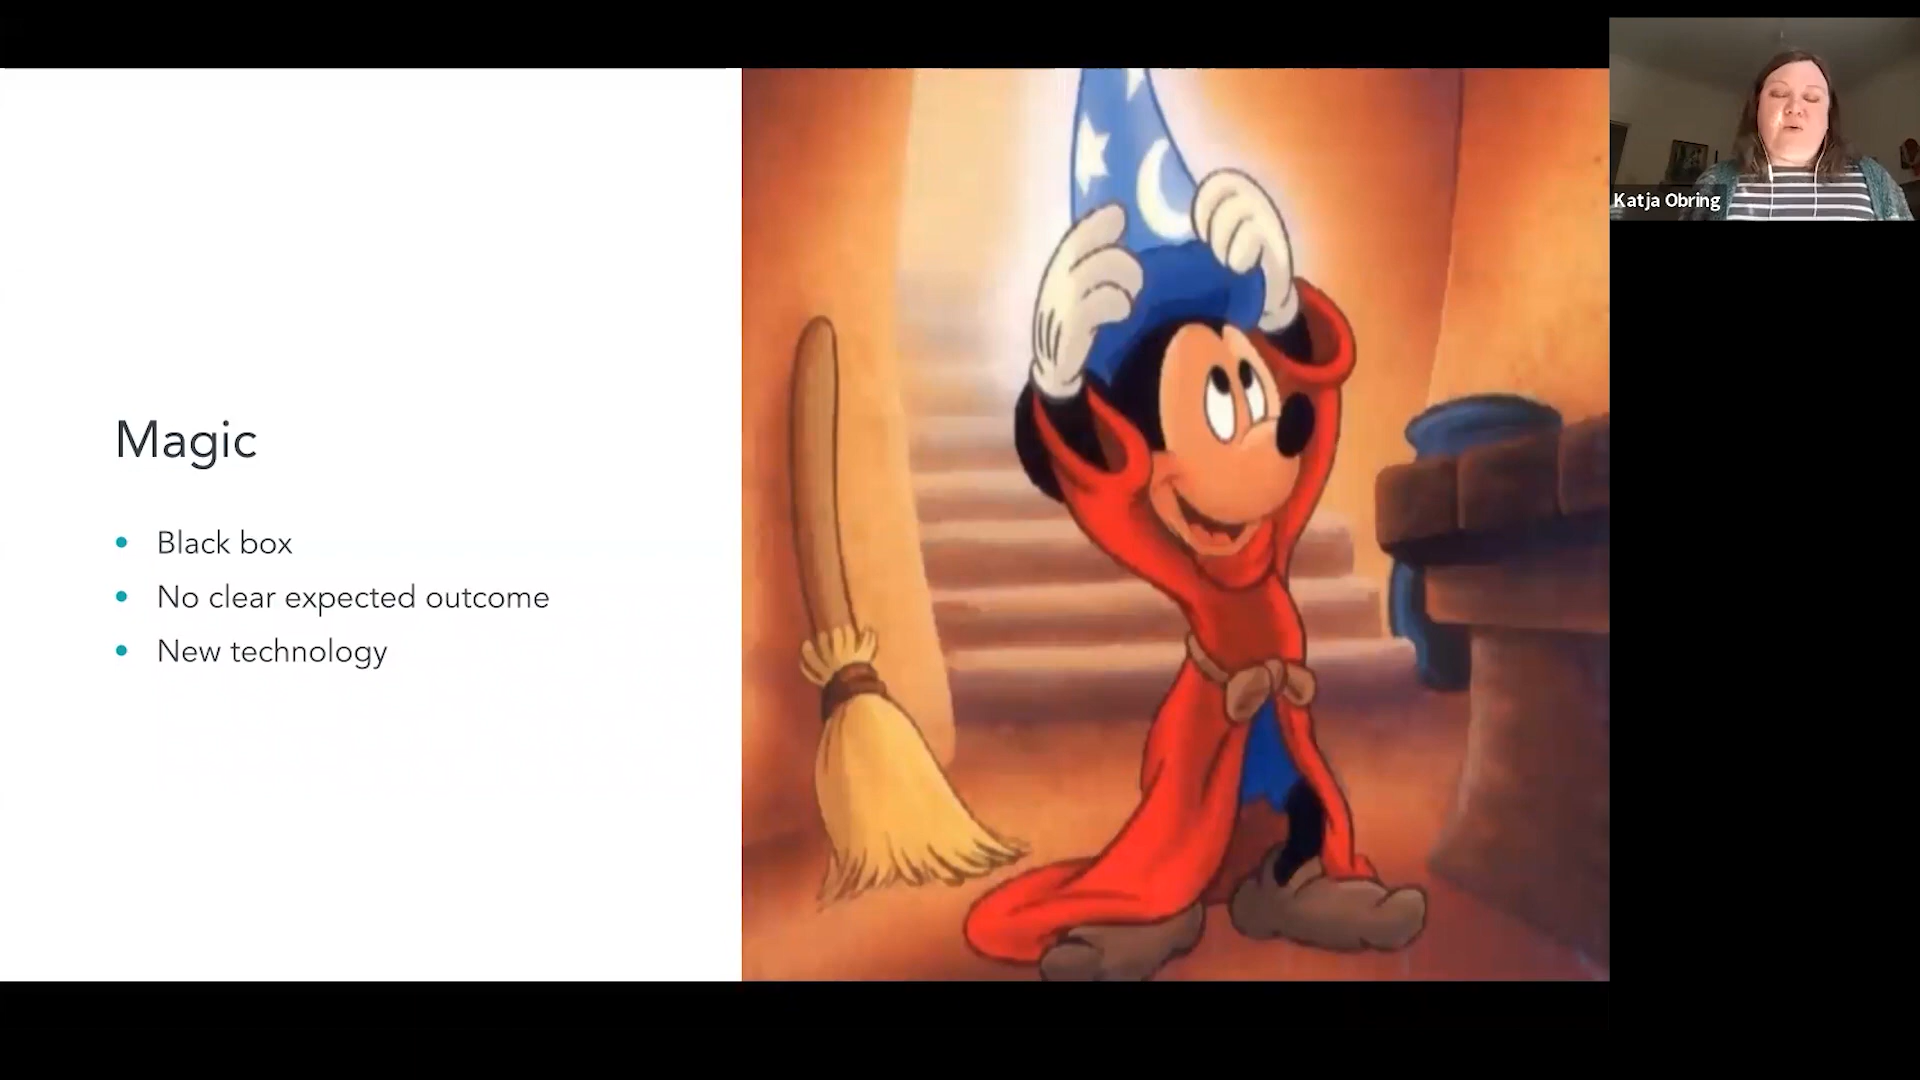 Magic
Black box
No clear expected outcome
New technology
Katja Obring